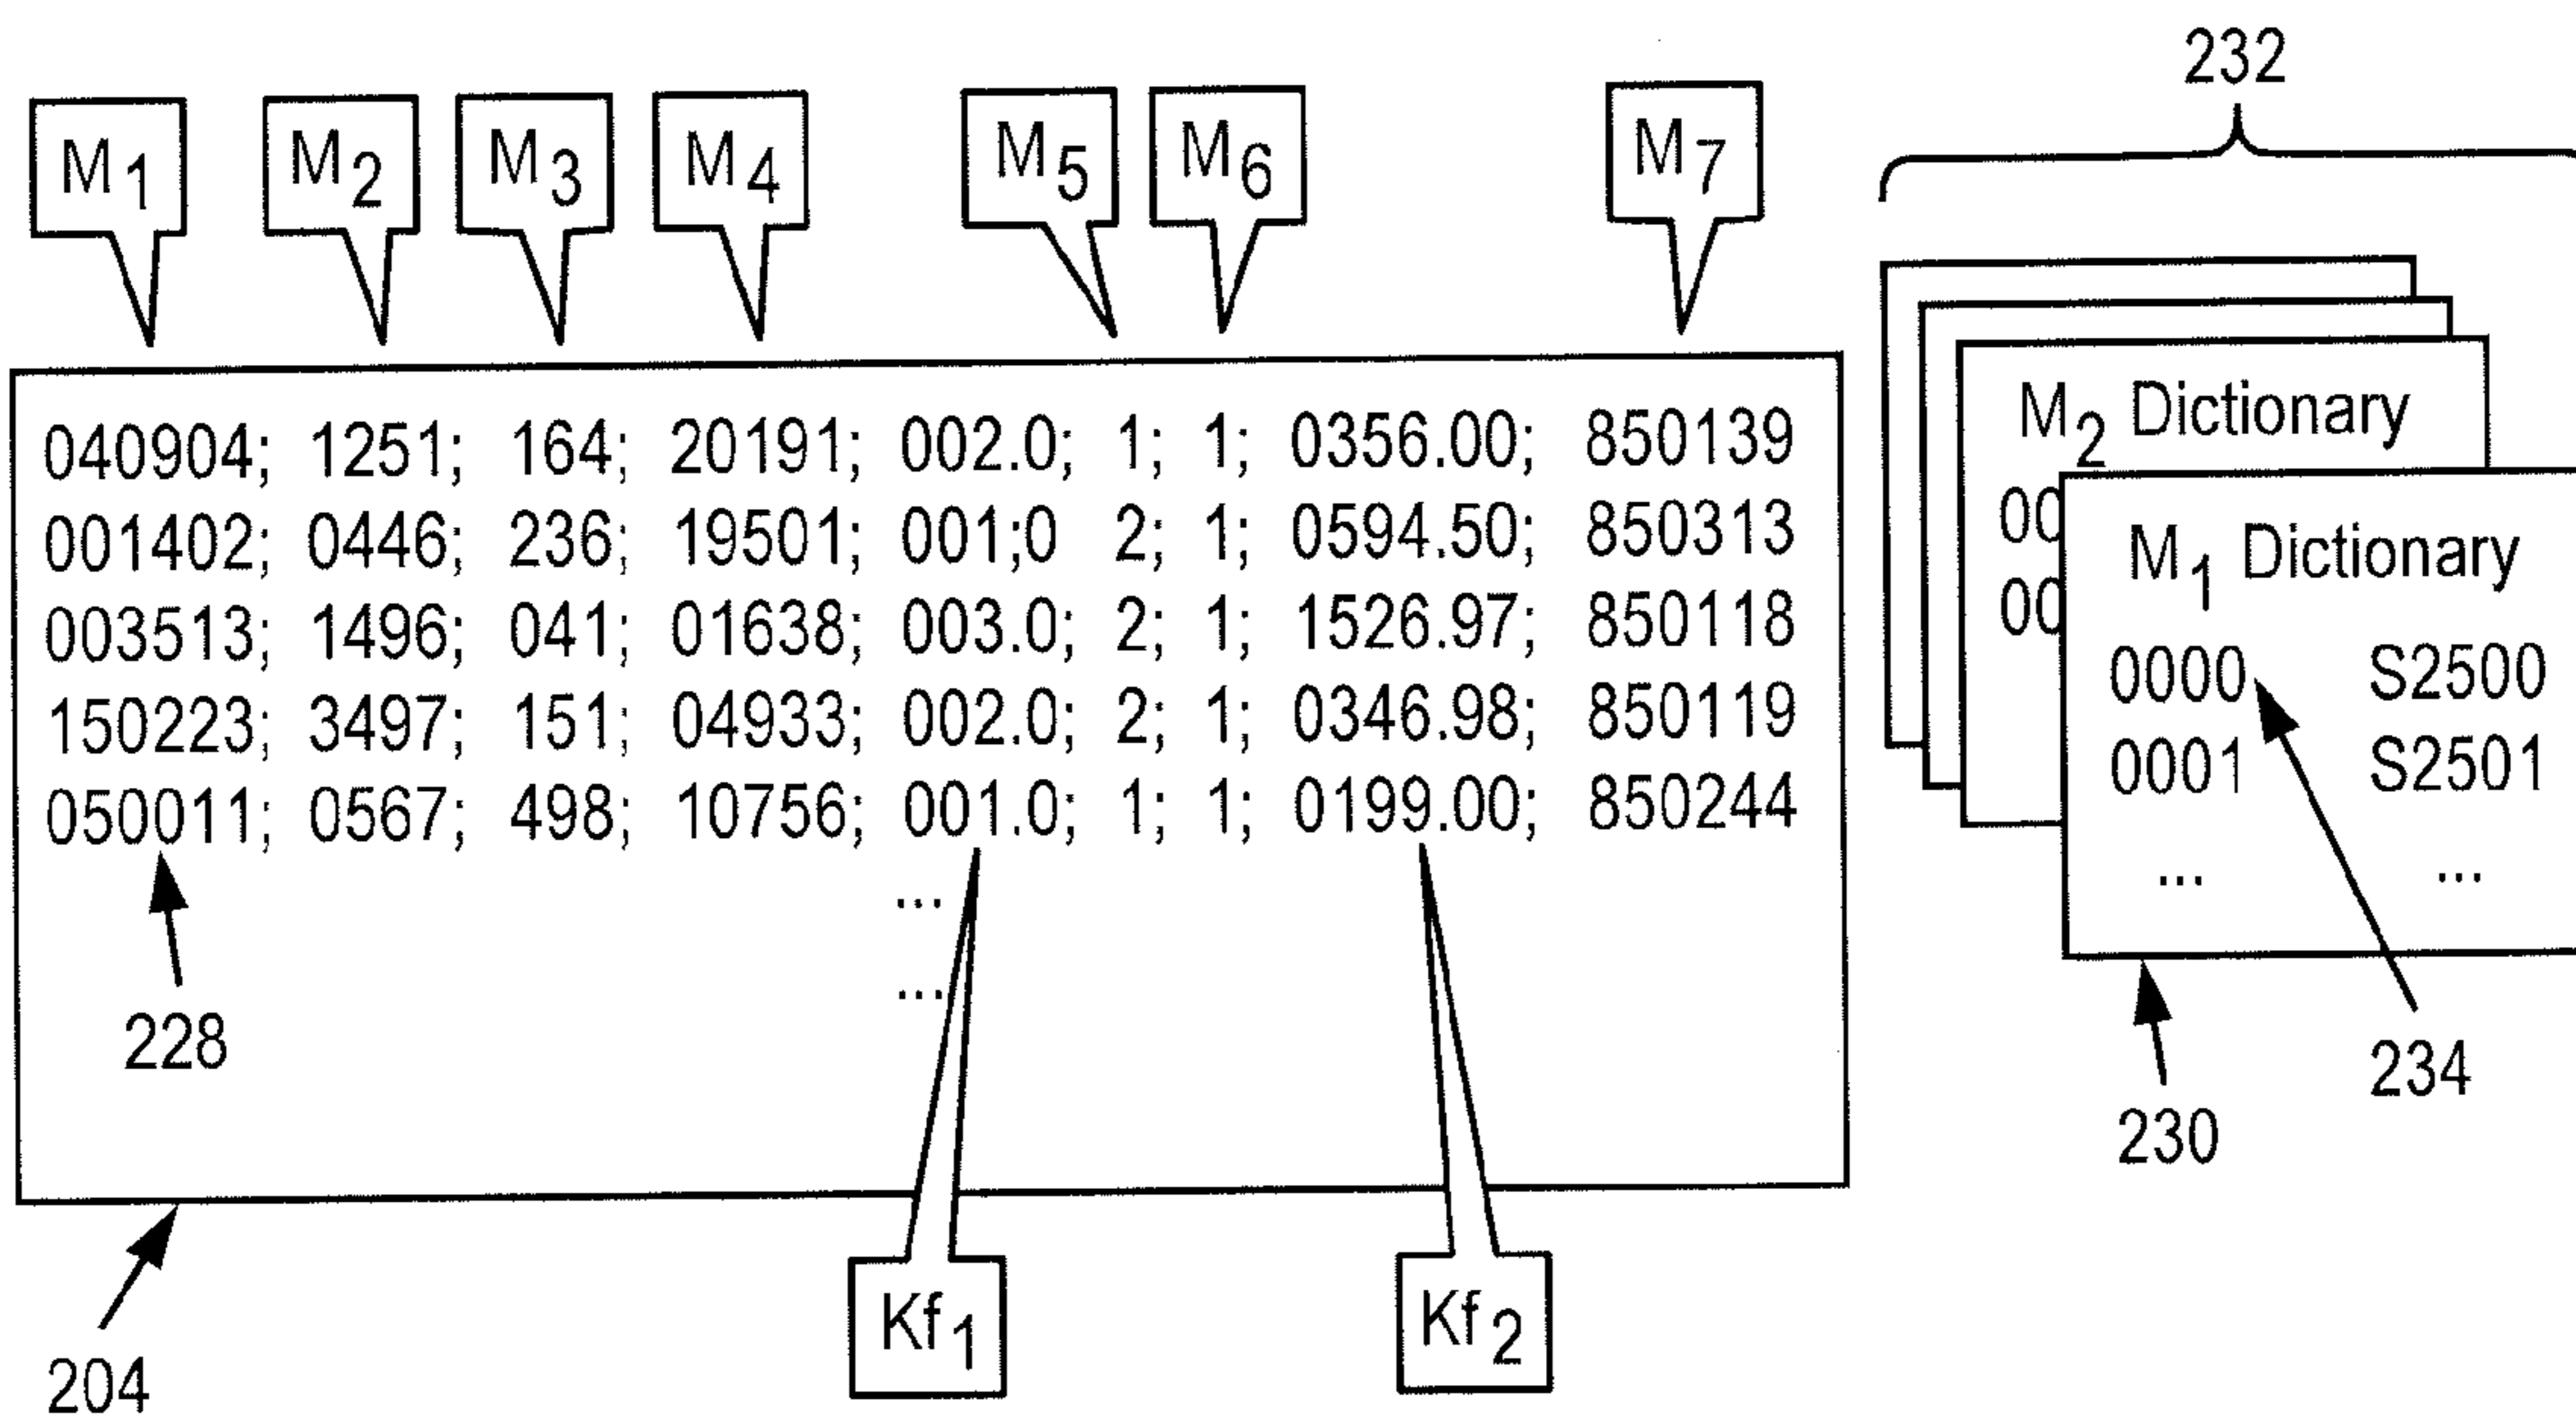 232
M1 M2 M3 M4 M5 M6 M7
040904; 1251; 164; 20191; 002.0; 1; 1; 0356.00; 850139
001402; 0446; 236; 19501; 001;0 2; 1; 0594.50; 850313
003513; 1496; 041; 01638; 003.0; 2; 1; 1526.97; 850118
150223; 3497; 151; 04933; 002.0; 2; 1; 0346.98; 850119
050011; 0567; 498; 10756; 001.0; 1; 1; 0199.00; 850244
...
...
228
204
Kf1 Kf2
M2 Dictionary
00
00
M1 Dictionary
0000 S2500
0001 S2501
... ...
234
230